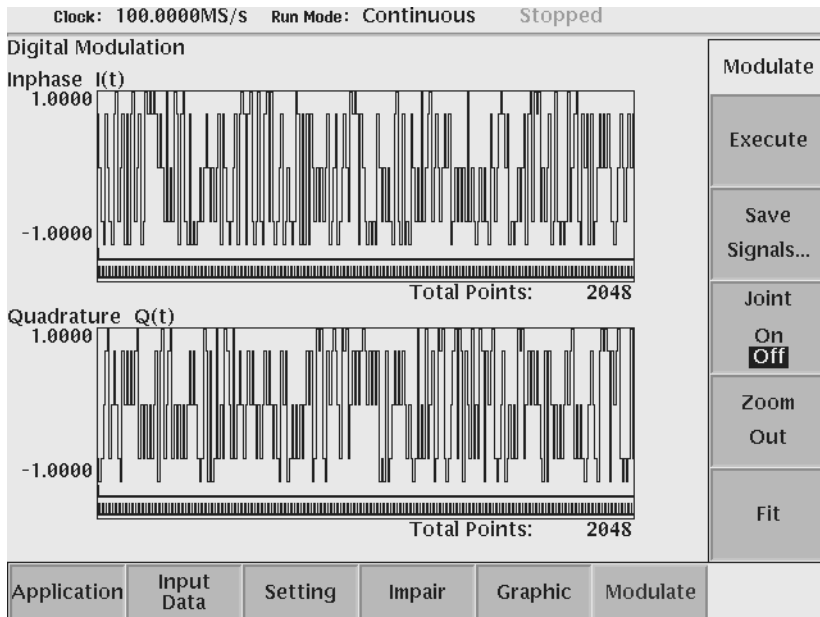 Clock: 100.0000MS/s Run Mode: Continuous Stopped
Digital Modulation
Inphase I(t)
1.0000
-1.0000
Total Points: 2048
Quadrature Q(t)
1.0000
-1.0000
Total Points: 2048
Modulate
Execute
Save
Signals...
Joint
On
Off
Zoom
Out
Fit
Application
Input
Data
Setting
Impair
Graphic
Modulate